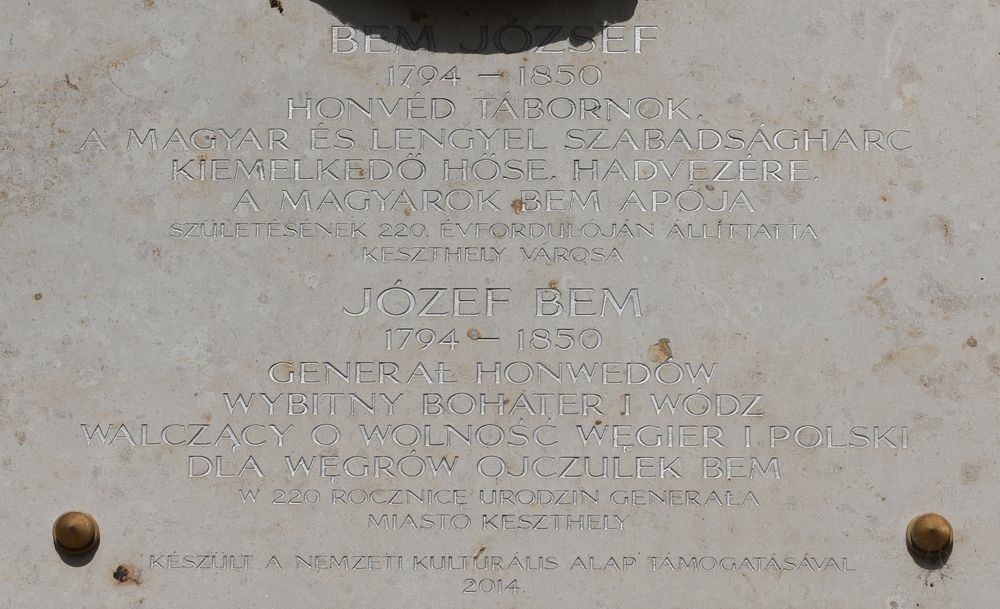 BEM JÓZSEF
1794 – 1850
HONVÉD TÁBORNOK,
A MAGYAR ÉS LENGYEL SZABADSÁGHARC
KIEMELKEDŐ HŐSE, HADVEZÉRE,
A MAGYAROK BEM APÓJA
SZÜLETÉSÉNEK 220. ÉVFORDULÓJÁN ÁLLÍTTATTA
KESZTHELY VÁROSA
JÓZEF BEM
1794 – 1850
GENERAŁ HONWEDÓW
WYBITNY BOHATER I WÓDZ
WALCZĄCY O WOLNOŚĆ WĘGIER I POLSKI
DLA WĘGRÓW OJCZULEK BEM
W 220 ROCZNICĘ URODZIN GENERAŁA
MIASTO KESZTHELY
KÉSZÜLT A NEMZETI KULTURÁLIS ALAP TÁMOGATÁSÁVAL
2014.